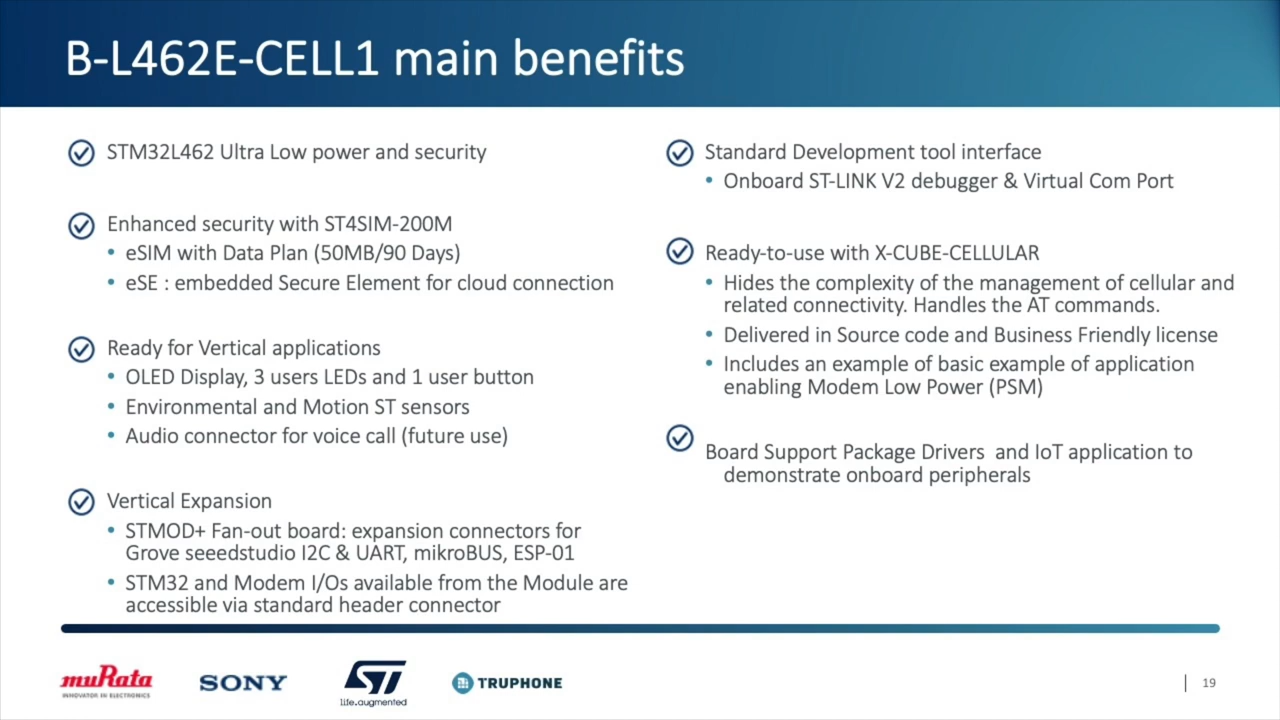 B-L462E-CELL1 main benefits
STM32L462 Ultra Low power and security
Enhanced security with ST4SIM-200M
• eSIM with Data Plan (50MB/90 Days)
• eSE : embedded Secure Element for cloud connection
Ready for Vertical applications
• OLED Display, 3 users LEDs and 1 user button
• Environmental and Motion ST sensors
• Audio connector for voice call (future use)
Vertical Expansion
• STMOD+ Fan-out board: expansion connectors for
Grove seeedstudio I2C & UART, mikroBUS, ESP-01
• STM32 and Modem I/Os available from the Module are
accessible via standard header connector
Standard Development tool interface
• Onboard ST-LINK V2 debugger & Virtual Com Port
Ready-to-use with X-CUBE-CELLULAR
• Hides the complexity of the management of cellular and
related connectivity. Handles the AT commands.
• Delivered in Source code and Business Friendly license
• Includes an example of basic example of application
enabling Modem Low Power (PSM)
Board Support Package Drivers and IoT application to
demonstrate onboard peripherals
muRata
INNOVATOR IN ELECTRONICS
SONY
ST
life.augmented
TRUPHONE
19